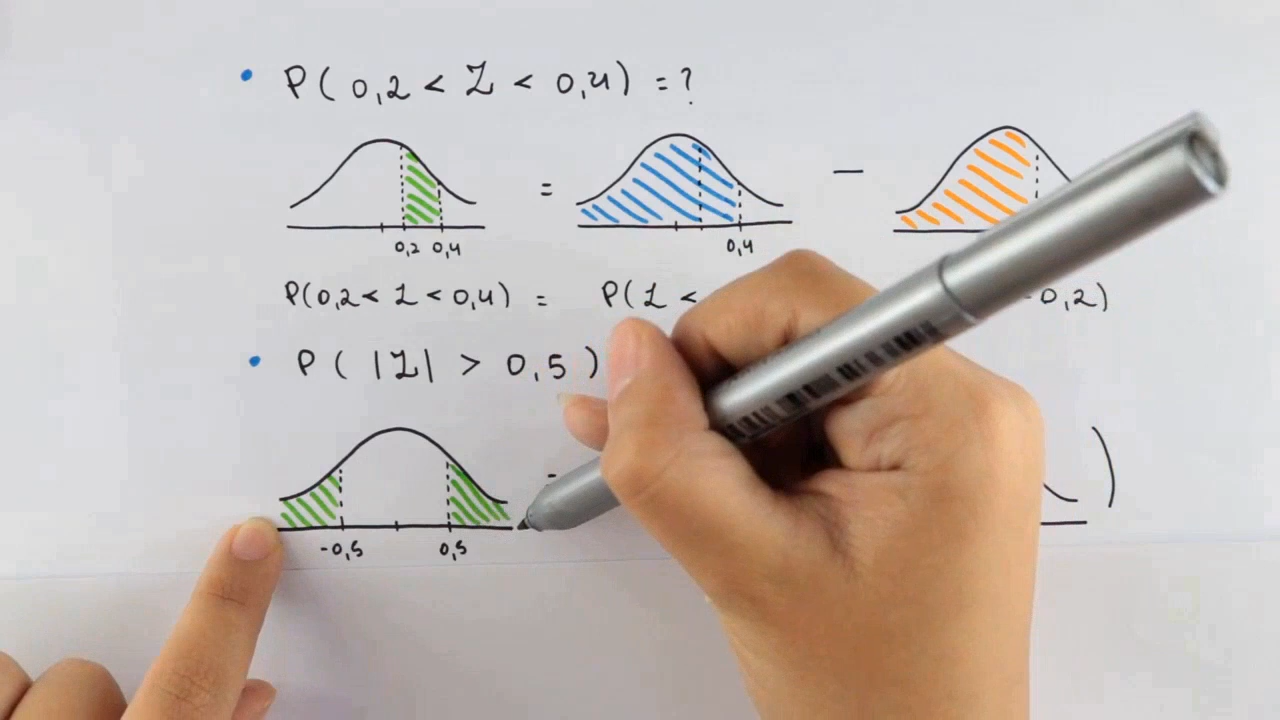 • P( 0,2 < Z < 0,4 ) = ?
= −
0,2 0,4 0,4
P(0,2 < Z < 0,4) = P( Z < 0,2)
• P ( |Z| > 0,5 )
)
-0,5 0,5